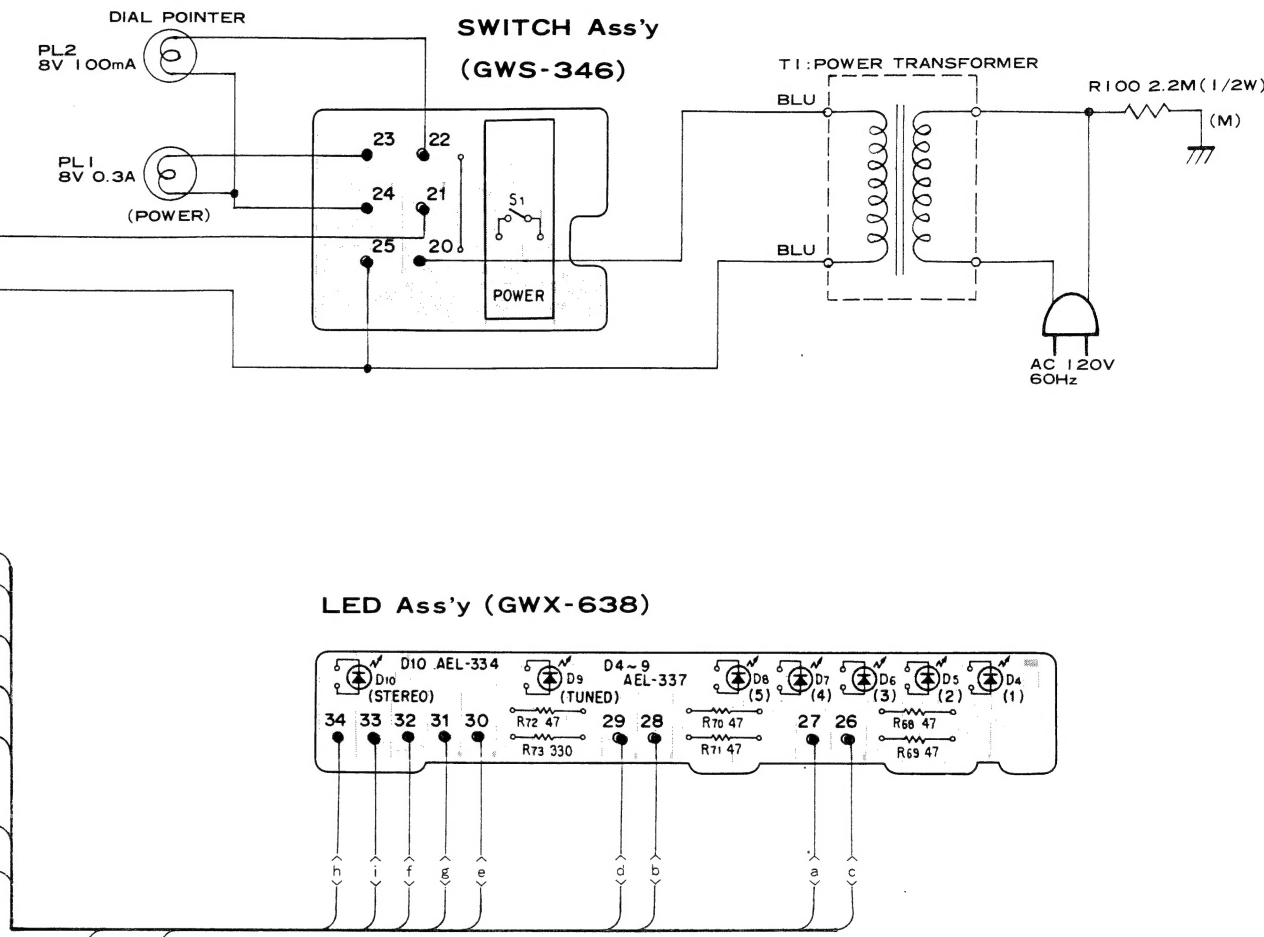 DIAL POINTER
PL2
8V 100mA
SWITCH Ass'y
(GWS-346)
T1:POWER TRANSFORMER
R100 2.2M(1/2W)
BLU
(M)
23 22
PL1
8V 0.3A
24 21
S1
(POWER)
25 20
BLU
POWER
AC 120V
60Hz
LED Ass'y (GWX-638)
D10 AEL-334
D4~9
AEL-337
D10
(STEREO)
D9
(TUNED)
D8
(5)
D7
(4)
D6
(3)
D5
(2)
D4
(1)
34 33 32 31 30
R72 47
29 28
R70 47
27 26
R68 47
R73 330
R71 47
R69 47
h i f g e d b a c